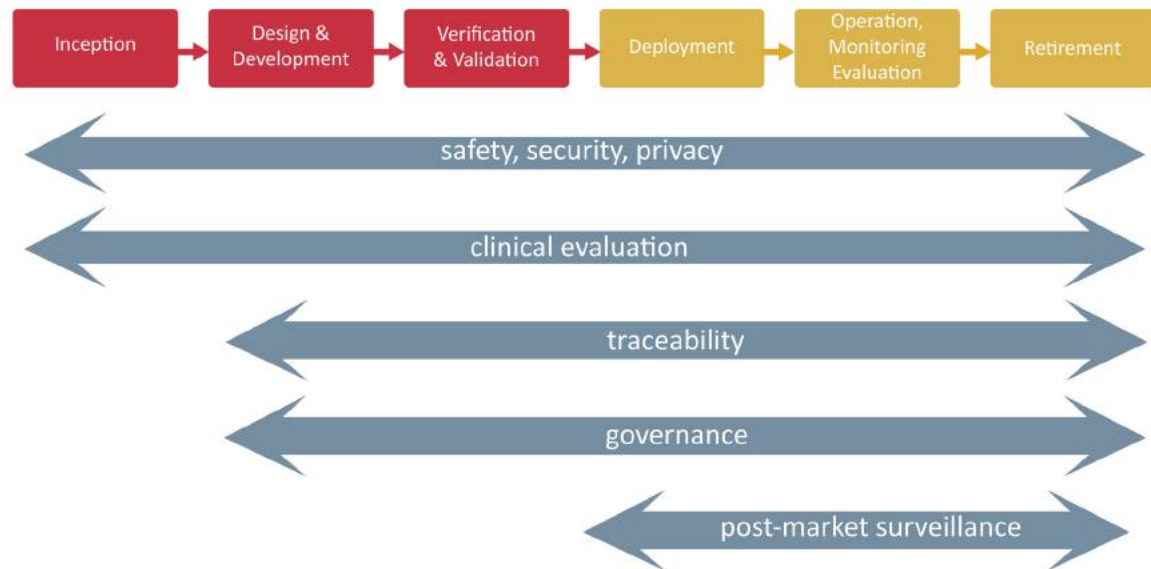 Inception
Design &
Development
Verification
& Validation
Deployment
Operation,
Monitoring
Evaluation
Retirement
safety, security, privacy
clinical evaluation
traceability
governance
post-market surveillance